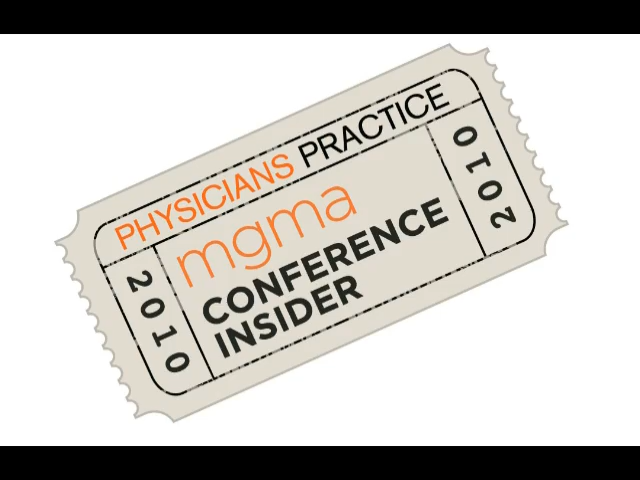 PHYSICIANS PRACTICE
mgma
CONFERENCE
INSIDER
2010
2010